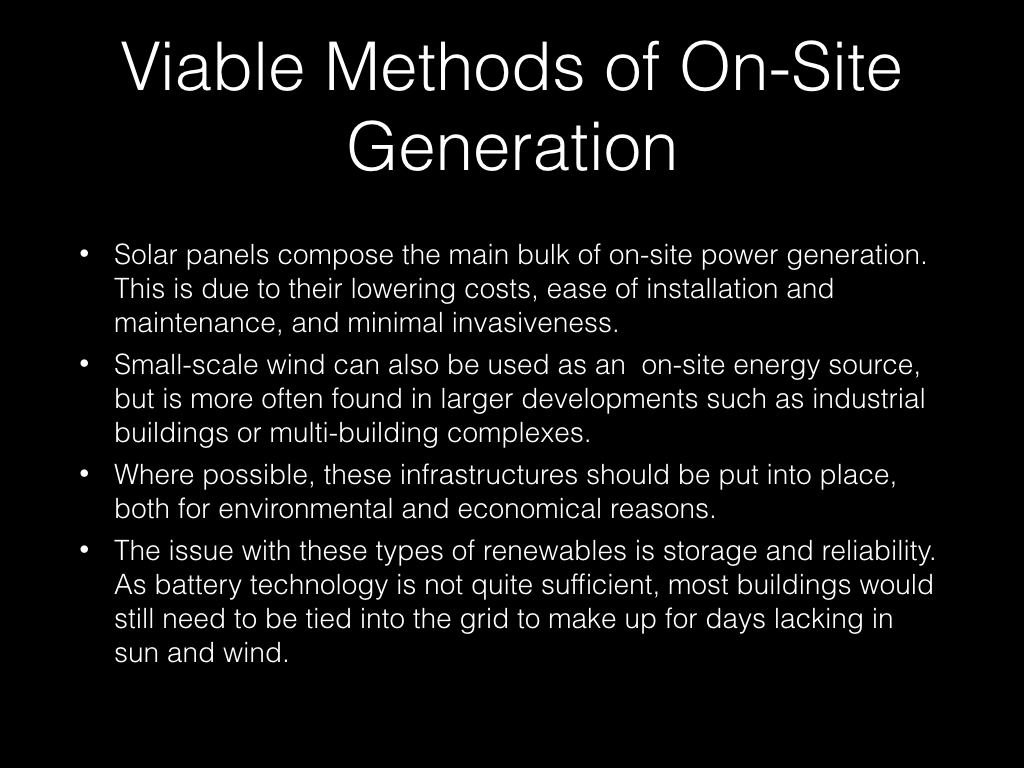 Viable Methods of On-Site
Generation
• Solar panels compose the main bulk of on-site power generation.
This is due to their lowering costs, ease of installation and
maintenance, and minimal invasiveness.
• Small-scale wind can also be used as an  on-site energy source,
but is more often found in larger developments such as industrial
buildings or multi-building complexes.
• Where possible, these infrastructures should be put into place,
both for environmental and economical reasons.
• The issue with these types of renewables is storage and reliability.
As battery technology is not quite sufficient, most buildings would
still need to be tied into the grid to make up for days lacking in
sun and wind.